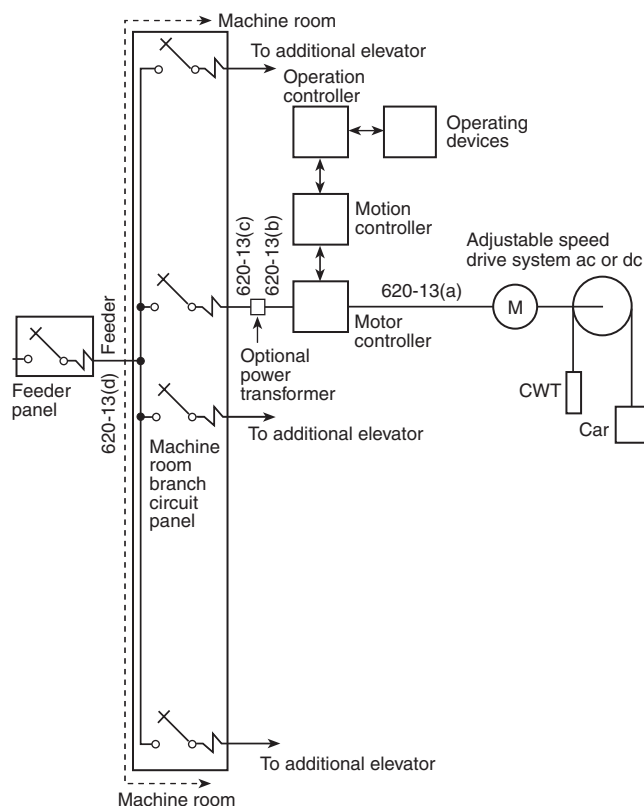 Machine room
To additional elevator
Operation
controller
Operating
devices
Motion
controller
620-13(c)
620-13(b)
Adjustable speed
drive system ac or dc
620-13(a)
M
Feeder
Motor
controller
Optional
power
transformer
Feeder
panel
620-13(d)
CWT
Car
To additional elevator
Machine
room
branch
circuit
panel
To additional elevator
Machine room